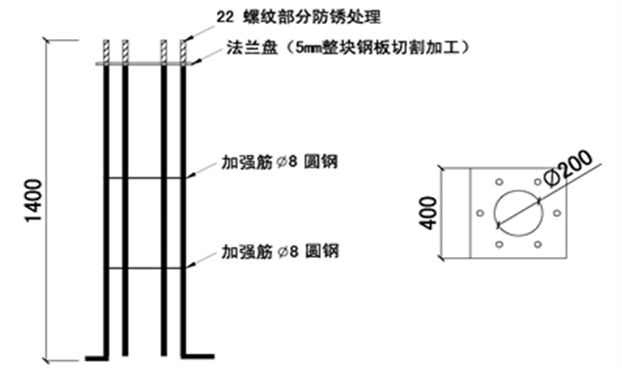 22 螺纹部分防锈处理
法兰盘（5mm整块钢板切割加工）
加强筋 Ø8 圆钢
加强筋 Ø8 圆钢
1400
400
Ø200